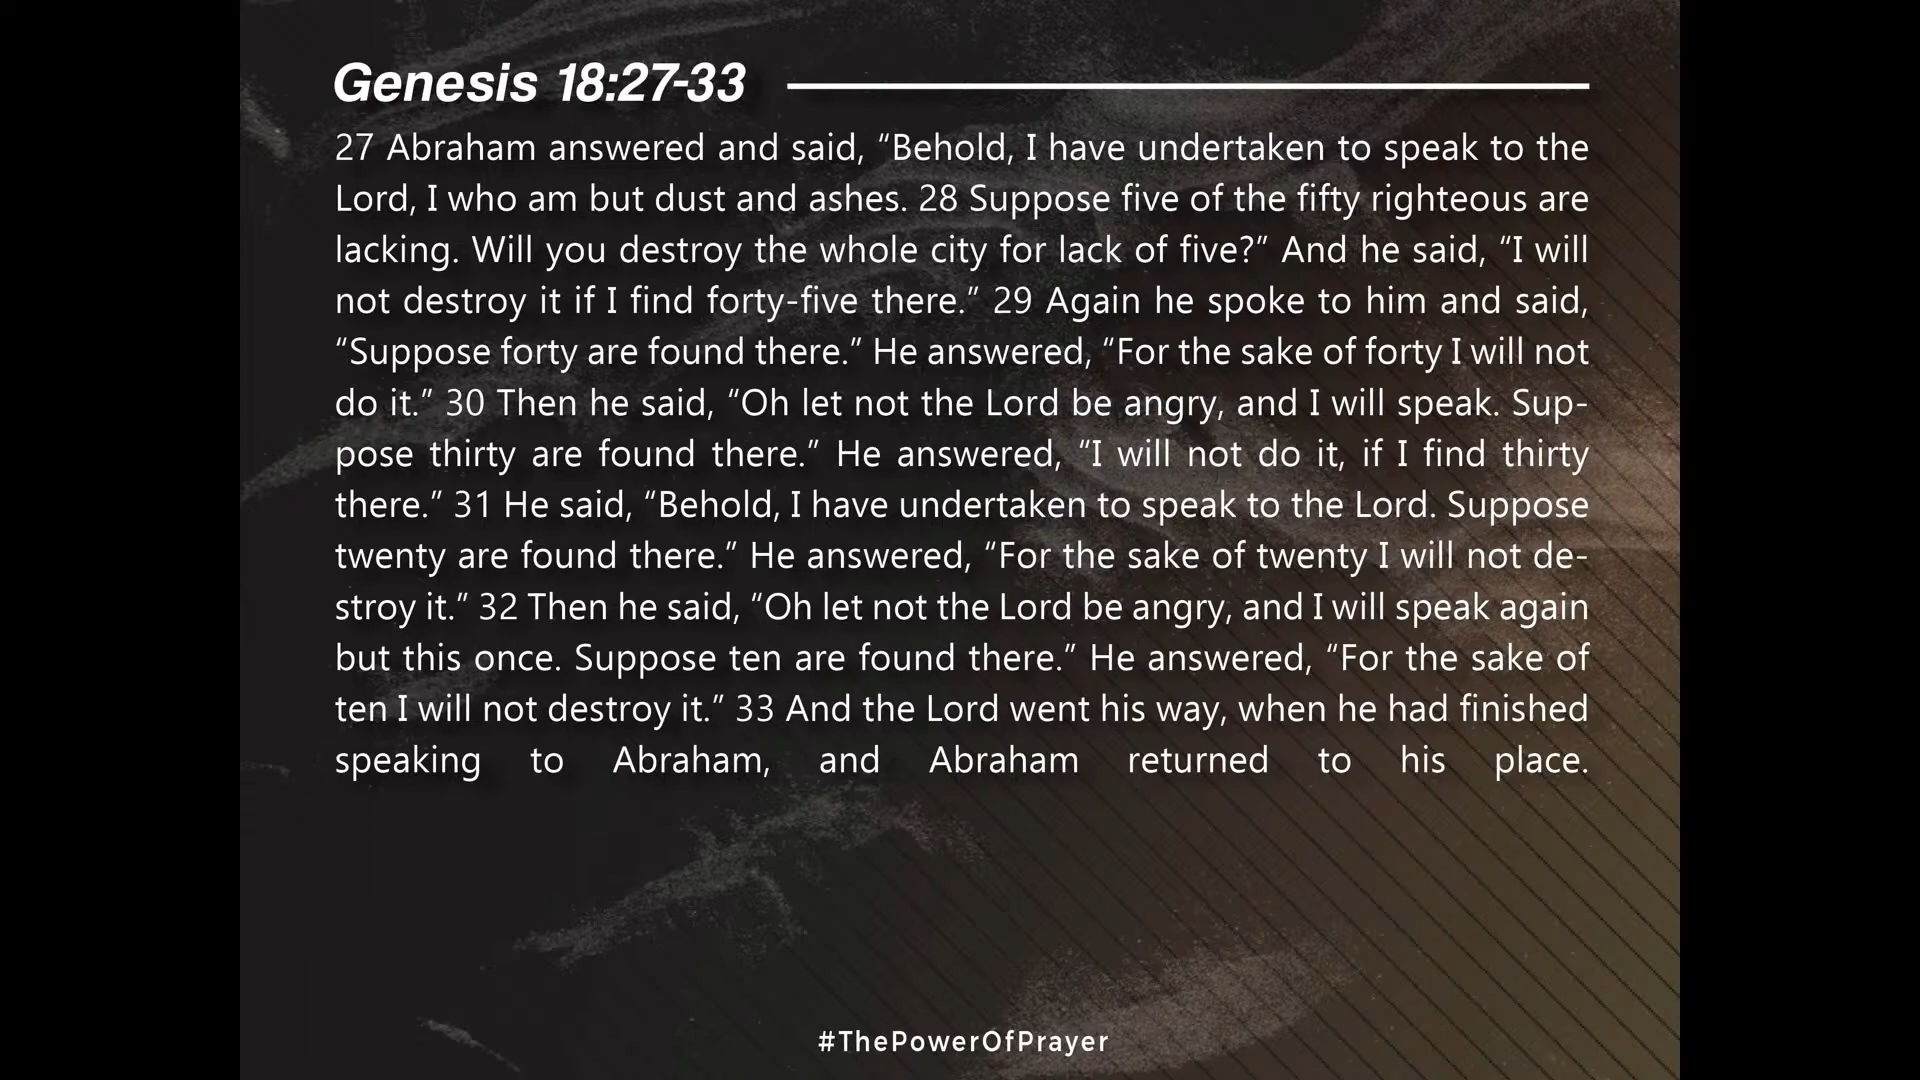 Genesis 18:27-33
27 Abraham answered and said, “Behold, I have undertaken to speak to the
Lord, I who am but dust and ashes. 28 Suppose five of the fifty righteous are
lacking. Will you destroy the whole city for lack of five?” And he said, “I will
not destroy it if I find forty-five there.” 29 Again he spoke to him and said,
“Suppose forty are found there.” He answered, “For the sake of forty I will not
do it.” 30 Then he said, “Oh let not the Lord be angry, and I will speak. Sup-
pose thirty are found there.” He answered, “I will not do it, if I find thirty
there.” 31 He said, “Behold, I have undertaken to speak to the Lord. Suppose
twenty are found there.” He answered, “For the sake of twenty I will not de-
stroy it.” 32 Then he said, “Oh let not the Lord be angry, and I will speak again
but this once. Suppose ten are found there.” He answered, “For the sake of
ten I will not destroy it.” 33 And the Lord went his way, when he had finished
speaking to Abraham, and Abraham returned to his place.
#ThePowerOfPrayer